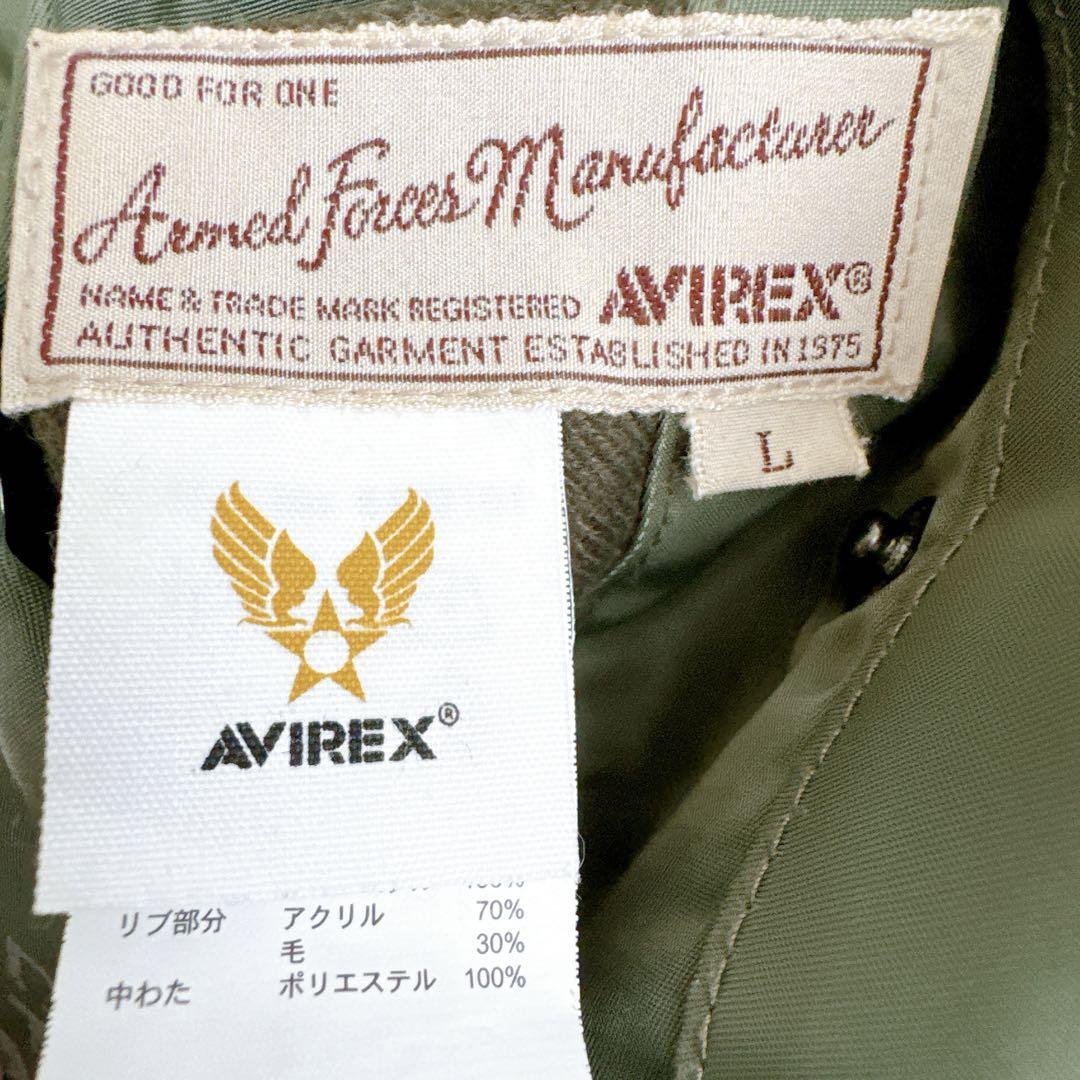 GOOD FOR ONE
Armed Forces Manufacturer
NAME & TRADE MARK REGISTERED AVIREX®
AUTHENTIC GARMENT ESTABLISHED IN 1975
L
AVIREX®
リブ部分 アクリル 70%
毛 30%
中わた ポリエステル 100%